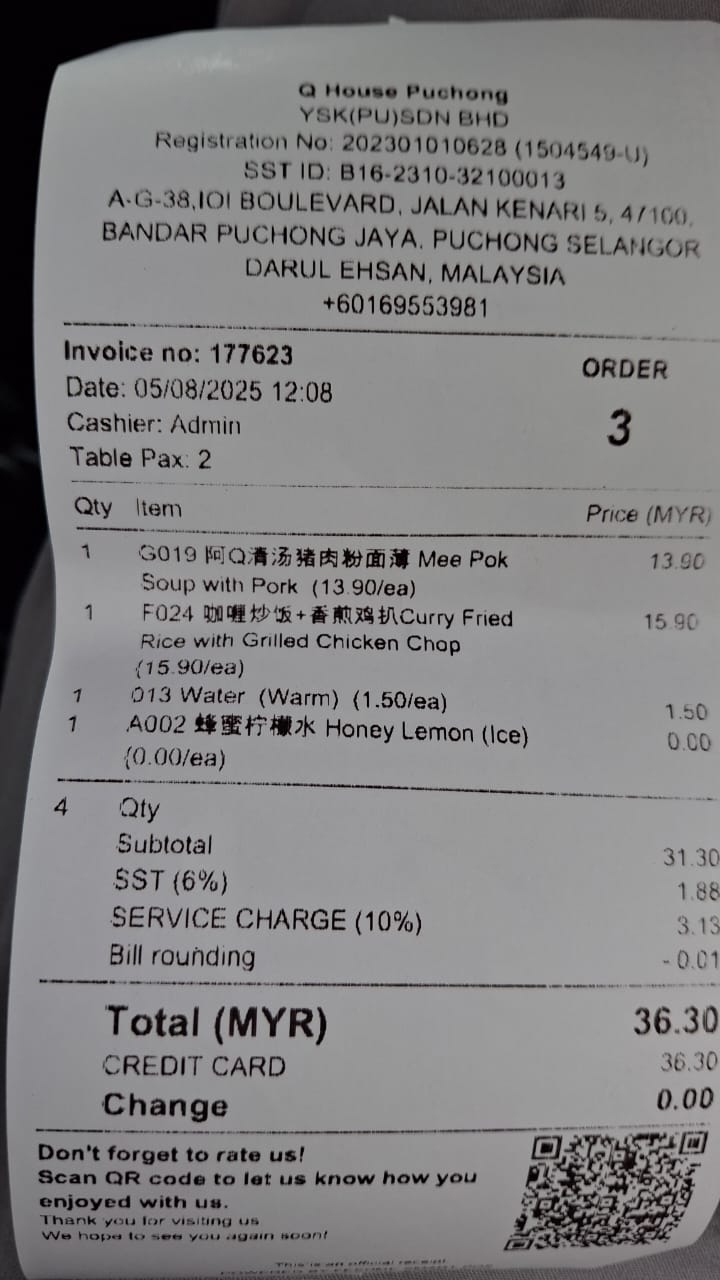 Q House Puchong
YSK(PU)SDN BHD
Registration No: 202301010628 (1504549-U)
SST ID: B16-2310-32100013
A-G-38,IOI BOULEVARD, JALAN KENARI 5, 47100,
BANDAR PUCHONG JAYA, PUCHONG SELANGOR
DARUL EHSAN, MALAYSIA
+60169553981
Invoice no: 177623
ORDER
Date: 05/08/2025 12:08
3
Cashier: Admin
Table Pax: 2
Qty Item Price (MYR)
1 G019 阿Q清汤猪肉粉面薄 Mee Pok 13.90
Soup with Pork (13.90/ea)
1 F024 咖喱炒饭+香煎鸡扒Curry Fried 15.90
Rice with Grilled Chicken Chop
(15.90/ea)
1 013 Water (Warm) (1.50/ea) 1.50
1 A002 蜂蜜柠檬水 Honey Lemon (Ice) 0.00
(0.00/ea)
4 Qty
Subtotal 31.30
SST (6%) 1.88
SERVICE CHARGE (10%) 3.13
Bill rounding - 0.01
Total (MYR) 36.30
CREDIT CARD 36.30
Change 0.00
Don't forget to rate us!
Scan QR code to let us know how you
enjoyed with us.
Thank you for visiting us
We hope to see you again soon!
This is an official receipt